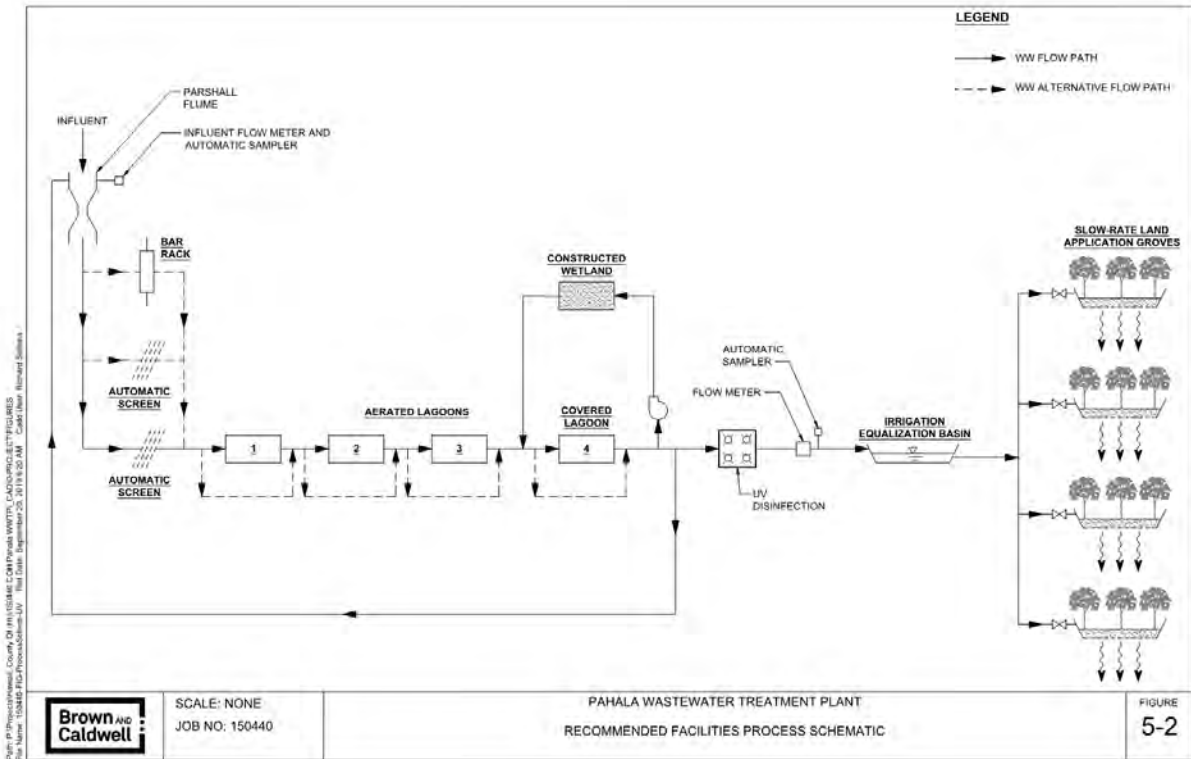 LEGEND
WW FLOW PATH
WW ALTERNATIVE FLOW PATH
PARSHALL
FLUME
INFLUENT
INFLUENT FLOW METER AND
AUTOMATIC SAMPLER
BAR
RACK
AUTOMATIC
SCREEN
AUTOMATIC
SCREEN
AERATED LAGOONS
1
2
3
CONSTRUCTED
WETLAND
COVERED
LAGOON
4
AUTOMATIC
SAMPLER
FLOW METER
UV
DISINFECTION
IRRIGATION
EQUALIZATION BASIN
SLOW-RATE LAND
APPLICATION GROVES
Brown AND
Caldwell
SCALE: NONE
JOB NO: 150440
PAHALA WASTEWATER TREATMENT PLANT
RECOMMENDED FACILITIES PROCESS SCHEMATIC
FIGURE
5-2